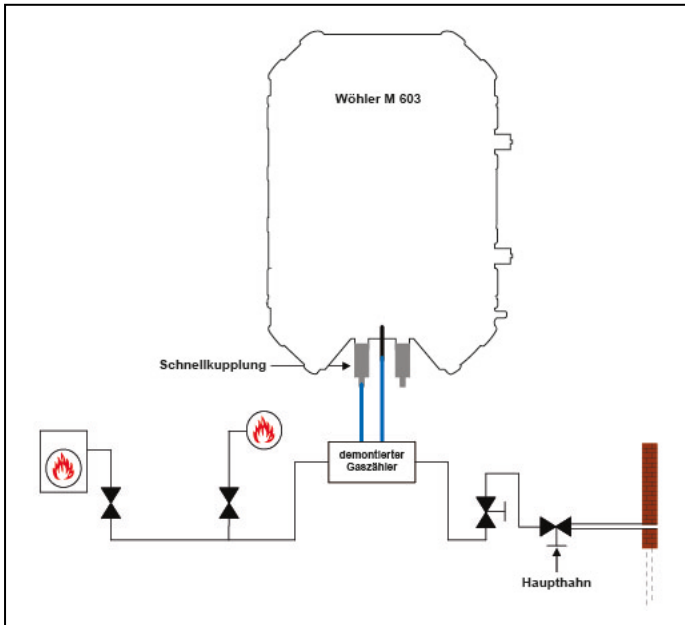 Wöhler M 603
Schnellkupplung
demontierter
Gaszähler
Haupthahn